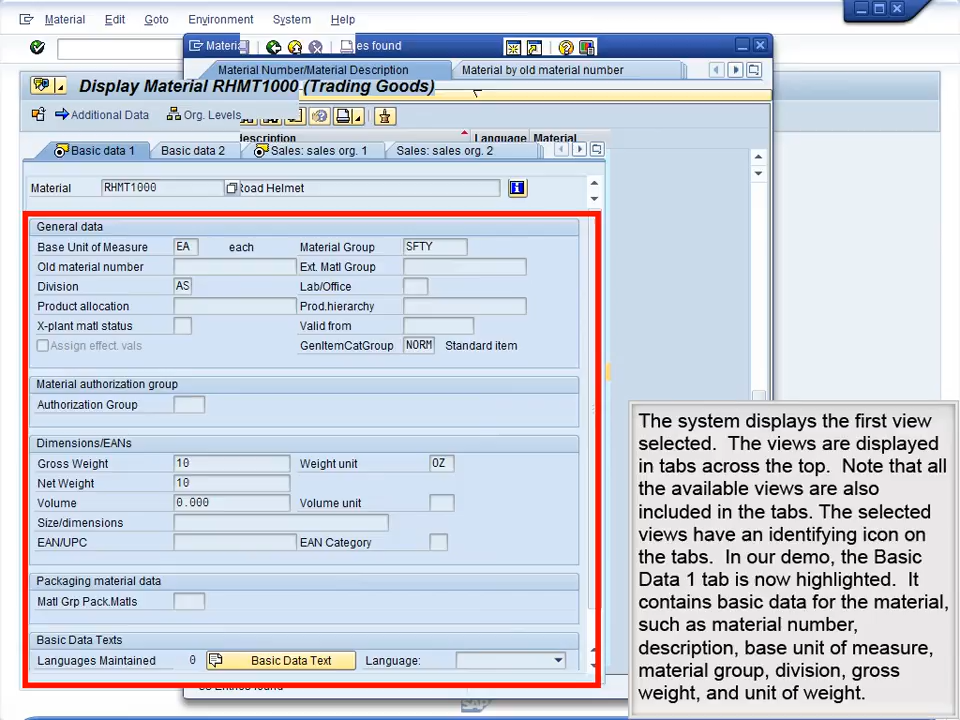 Material Edit Goto Environment System Help
es found
Material Number/Material Description Material by old material number
Display Material RHMT1000 (Trading Goods)
Additional Data Org. Levels
Language Material
Basic data 1 Basic data 2 Sales: sales org. 1 Sales: sales org. 2
Material RHMT1000 Road Helmet
General data
Base Unit of Measure EA each Material Group SFTY
Old material number Ext. Matl Group
Division AS Lab/Office
Product allocation Prod.hierarchy
X-plant matl status Valid from
Assign effect. vals GenItemCatGroup NORM Standard item
Material authorization group
Authorization Group
Dimensions/EANs
Gross Weight 10 Weight unit OZ
Net Weight 10
Volume 0.000 Volume unit
Size/dimensions
EAN/UPC EAN Category
Packaging material data
Matl Grp Pack.Matls
Basic Data Texts
Languages Maintained 0 Basic Data Text Language:
Entries found
SAP
The system displays the first view
selected. The views are displayed
in tabs across the top. Note that all
the available views are also
included in the tabs. The selected
views have an identifying icon on
the tabs. In our demo, the Basic
Data 1 tab is now highlighted. It
contains basic data for the material,
such as material number,
description, base unit of measure,
material group, division, gross
weight, and unit of weight.